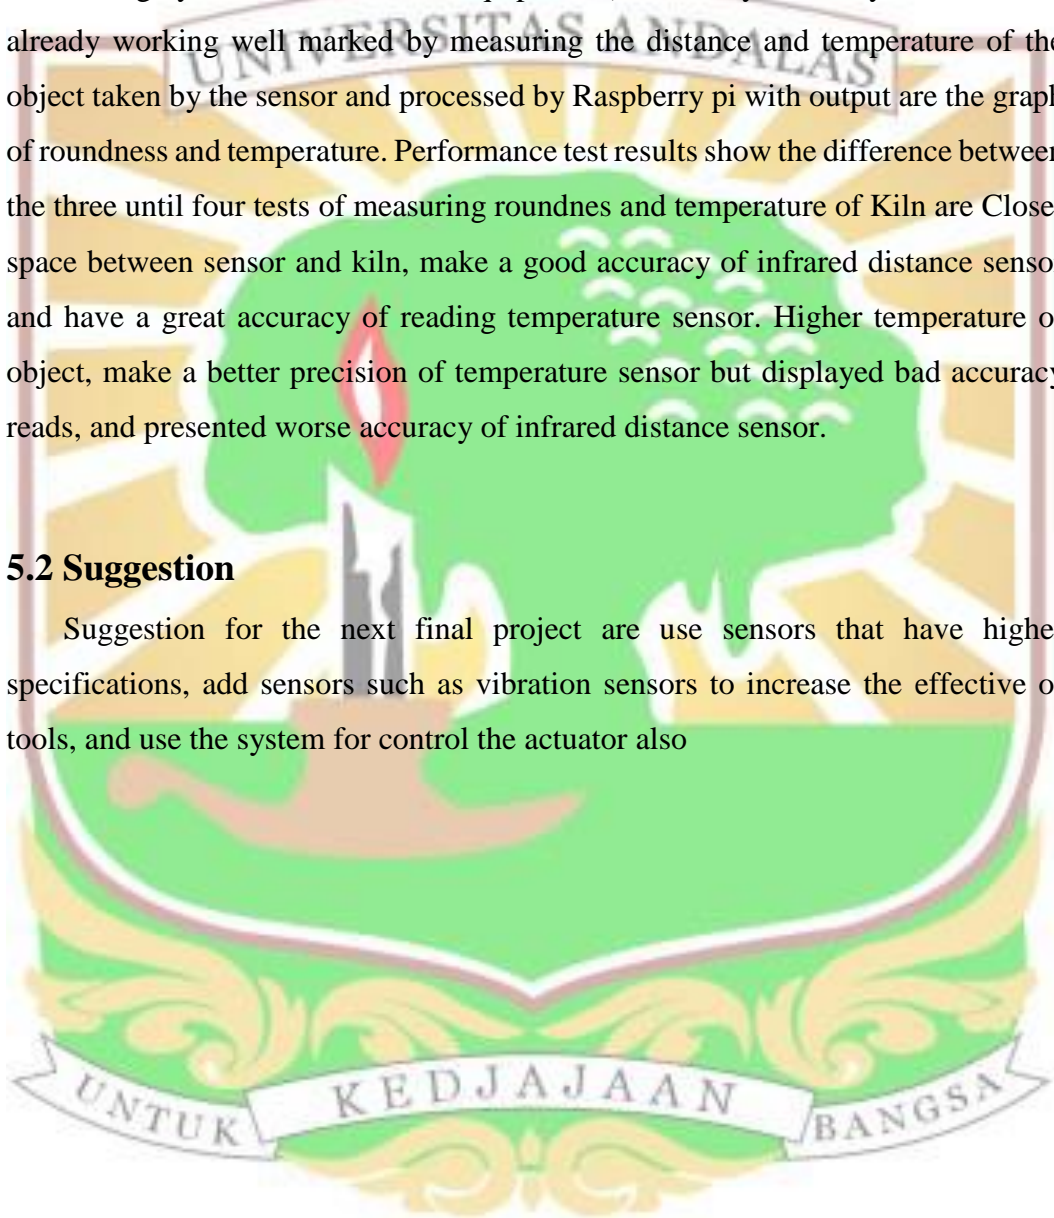 UNIVERSITAS ANDALAS
already working well marked by measuring the distance and temperature of the
object taken by the sensor and processed by Raspberry pi with output are the graph
of roundness and temperature. Performance test results show the difference between
the three until four tests of measuring roundnes and temperature of Kiln are Close
space between sensor and kiln, make a good accuracy of infrared distance senso
and have a great accuracy of reading temperature sensor. Higher temperature o
object, make a better precision of temperature sensor but displayed bad accuracy
reads, and presented worse accuracy of infrared distance sensor.
5.2 Suggestion
Suggestion for the next final project are use sensors that have highe
specifications, add sensors such as vibration sensors to increase the effective o
tools, and use the system for control the actuator also
UNTUK KEDJAJAAN BANGSA